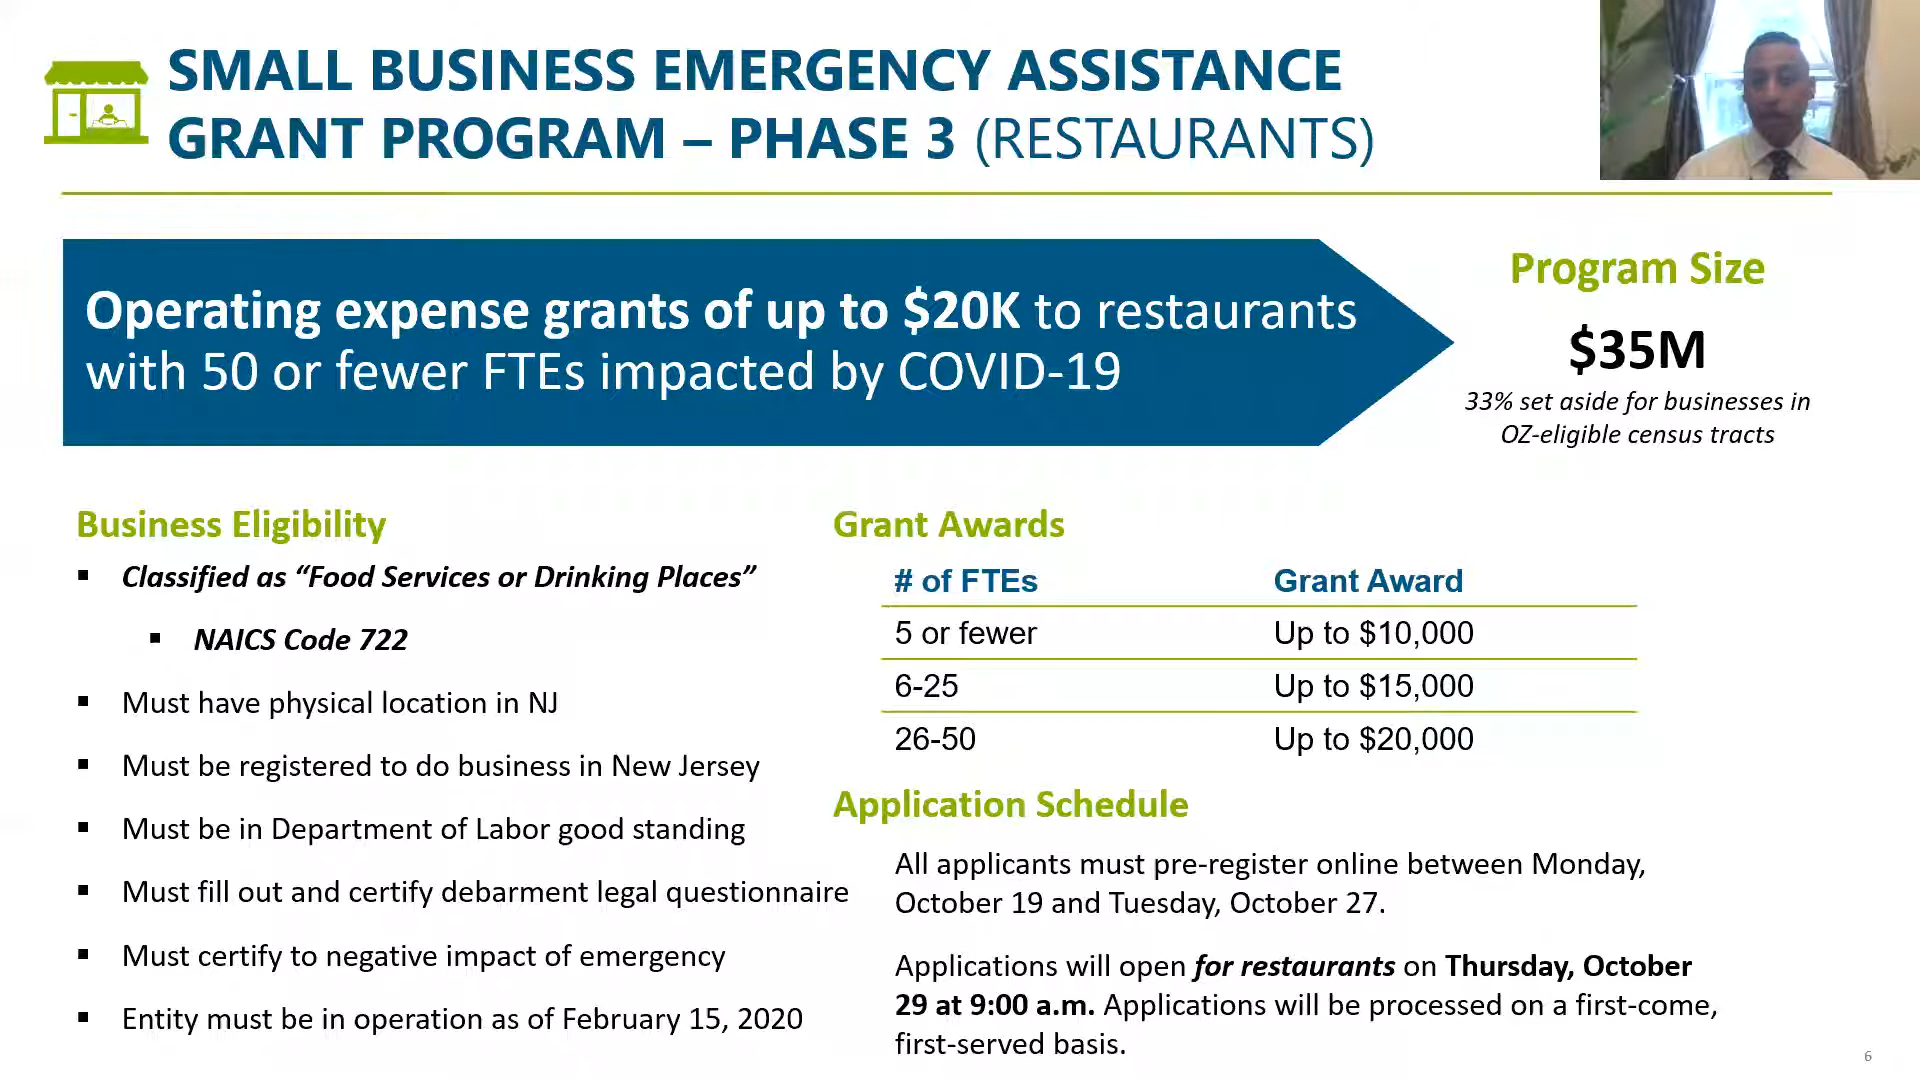 SMALL BUSINESS EMERGENCY ASSISTANCE
GRANT PROGRAM – PHASE 3 (RESTAURANTS)
Operating expense grants of up to $20K to restaurants
with 50 or fewer FTEs impacted by COVID-19
Program Size
$35M
33% set aside for businesses in
OZ-eligible census tracts
Business Eligibility
▪ Classified as “Food Services or Drinking Places”
▪ NAICS Code 722
▪ Must have physical location in NJ
▪ Must be registered to do business in New Jersey
▪ Must be in Department of Labor good standing
▪ Must fill out and certify debarment legal questionnaire
▪ Must certify to negative impact of emergency
▪ Entity must be in operation as of February 15, 2020
Grant Awards
# of FTEs Grant Award
5 or fewer Up to $10,000
6-25 Up to $15,000
26-50 Up to $20,000
Application Schedule
All applicants must pre-register online between Monday,
October 19 and Tuesday, October 27.
Applications will open for restaurants on Thursday, October
29 at 9:00 a.m. Applications will be processed on a first-come,
first-served basis.
6